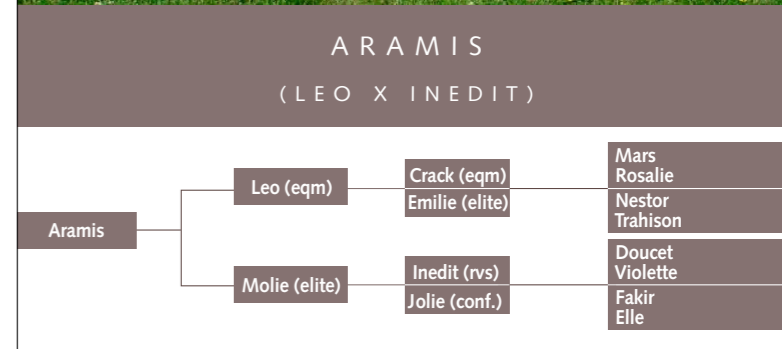 ARAMIS
(LEO X INEDIT)
Aramis
Leo (eqm)
Molie (elite)
Crack (eqm)
Emilie (elite)
Inedit (rvs)
Jolie (conf.)
Mars
Rosalie
Nestor
Trahison
Doucet
Violette
Fakir
Elle